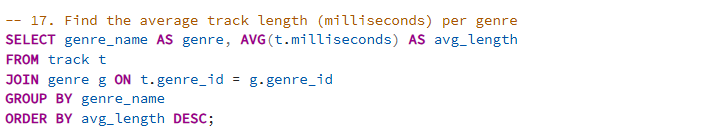 -- 17. Find the average track length (milliseconds) per genre
SELECT genre_name AS genre, AVG(t.milliseconds) AS avg_length
FROM track t
JOIN genre g ON t.genre_id = g.genre_id
GROUP BY genre_name
ORDER BY avg_length DESC;